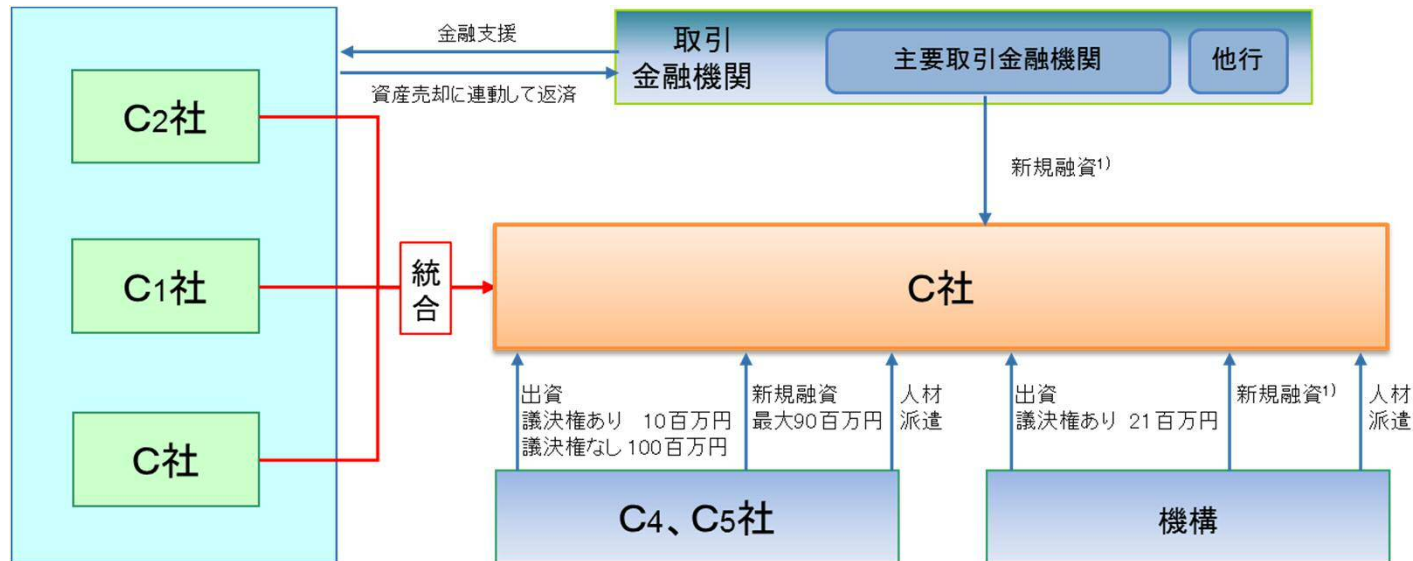 金融支援
資産売却に連動して返済
取引
金融機関
主要取引金融機関
他行
C2社
C1社
C社
統
合
新規融資1)
C社
出資
議決権あり 10百万円
議決権なし 100百万円
新規融資
最大90百万円
人材
派遣
出資
議決権あり 21百万円
新規融資1)
人材
派遣
C4、C5社
機構